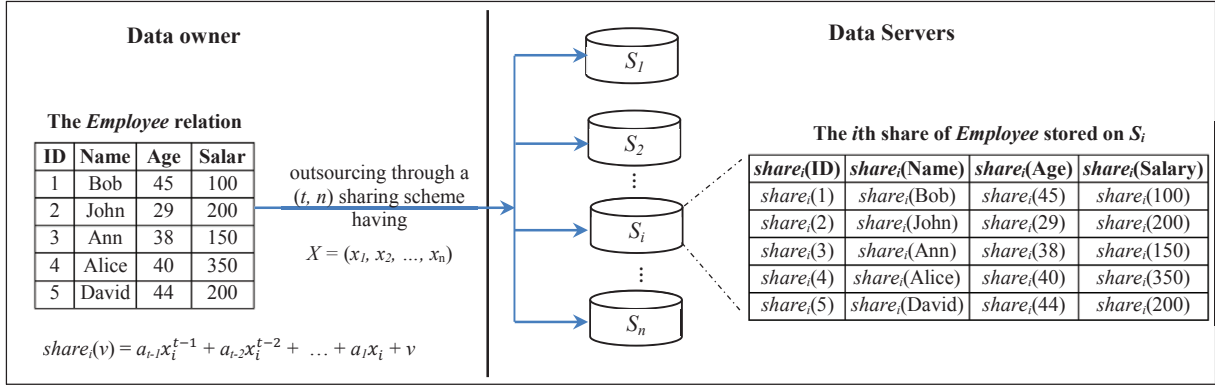 Data owner
Data Servers
The Employee relation
ID Name Age Salar
1 Bob 45 100
2 John 29 200
3 Ann 38 150
4 Alice 40 350
5 David 44 200
shareᵢ(v) = aₜ₋₁xᵢᵗ⁻¹ + aₜ₋₂xᵢᵗ⁻² + … + a₁xᵢ + v
outsourcing through a
(t, n) sharing scheme
having
X = (x₁, x₂, ..., xₙ)
S₁
S₂
...
Sᵢ
...
Sₙ
The ith share of Employee stored on Sᵢ
shareᵢ(ID) shareᵢ(Name) shareᵢ(Age) shareᵢ(Salary)
shareᵢ(1) shareᵢ(Bob) shareᵢ(45) shareᵢ(100)
shareᵢ(2) shareᵢ(John) shareᵢ(29) shareᵢ(200)
shareᵢ(3) shareᵢ(Ann) shareᵢ(38) shareᵢ(150)
shareᵢ(4) shareᵢ(Alice) shareᵢ(40) shareᵢ(350)
shareᵢ(5) shareᵢ(David) shareᵢ(44) shareᵢ(200)